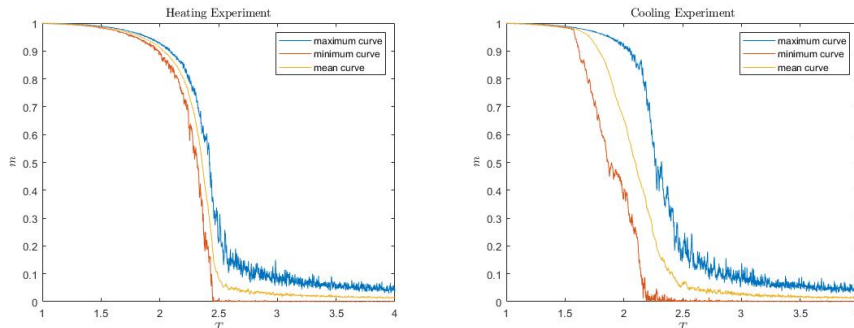 Heating Experiment
1
0.9
0.8
0.7
0.6
0.5
0.4
0.3
0.2
0.1
0
m
maximum curve
minimum curve
mean curve
1 1.5 2 2.5 3 3.5 4
T
Cooling Experiment
1
0.9
0.8
0.7
0.6
0.5
0.4
0.3
0.2
0.1
0
m
maximum curve
minimum curve
mean curve
1 1.5 2 2.5 3 3.5
T